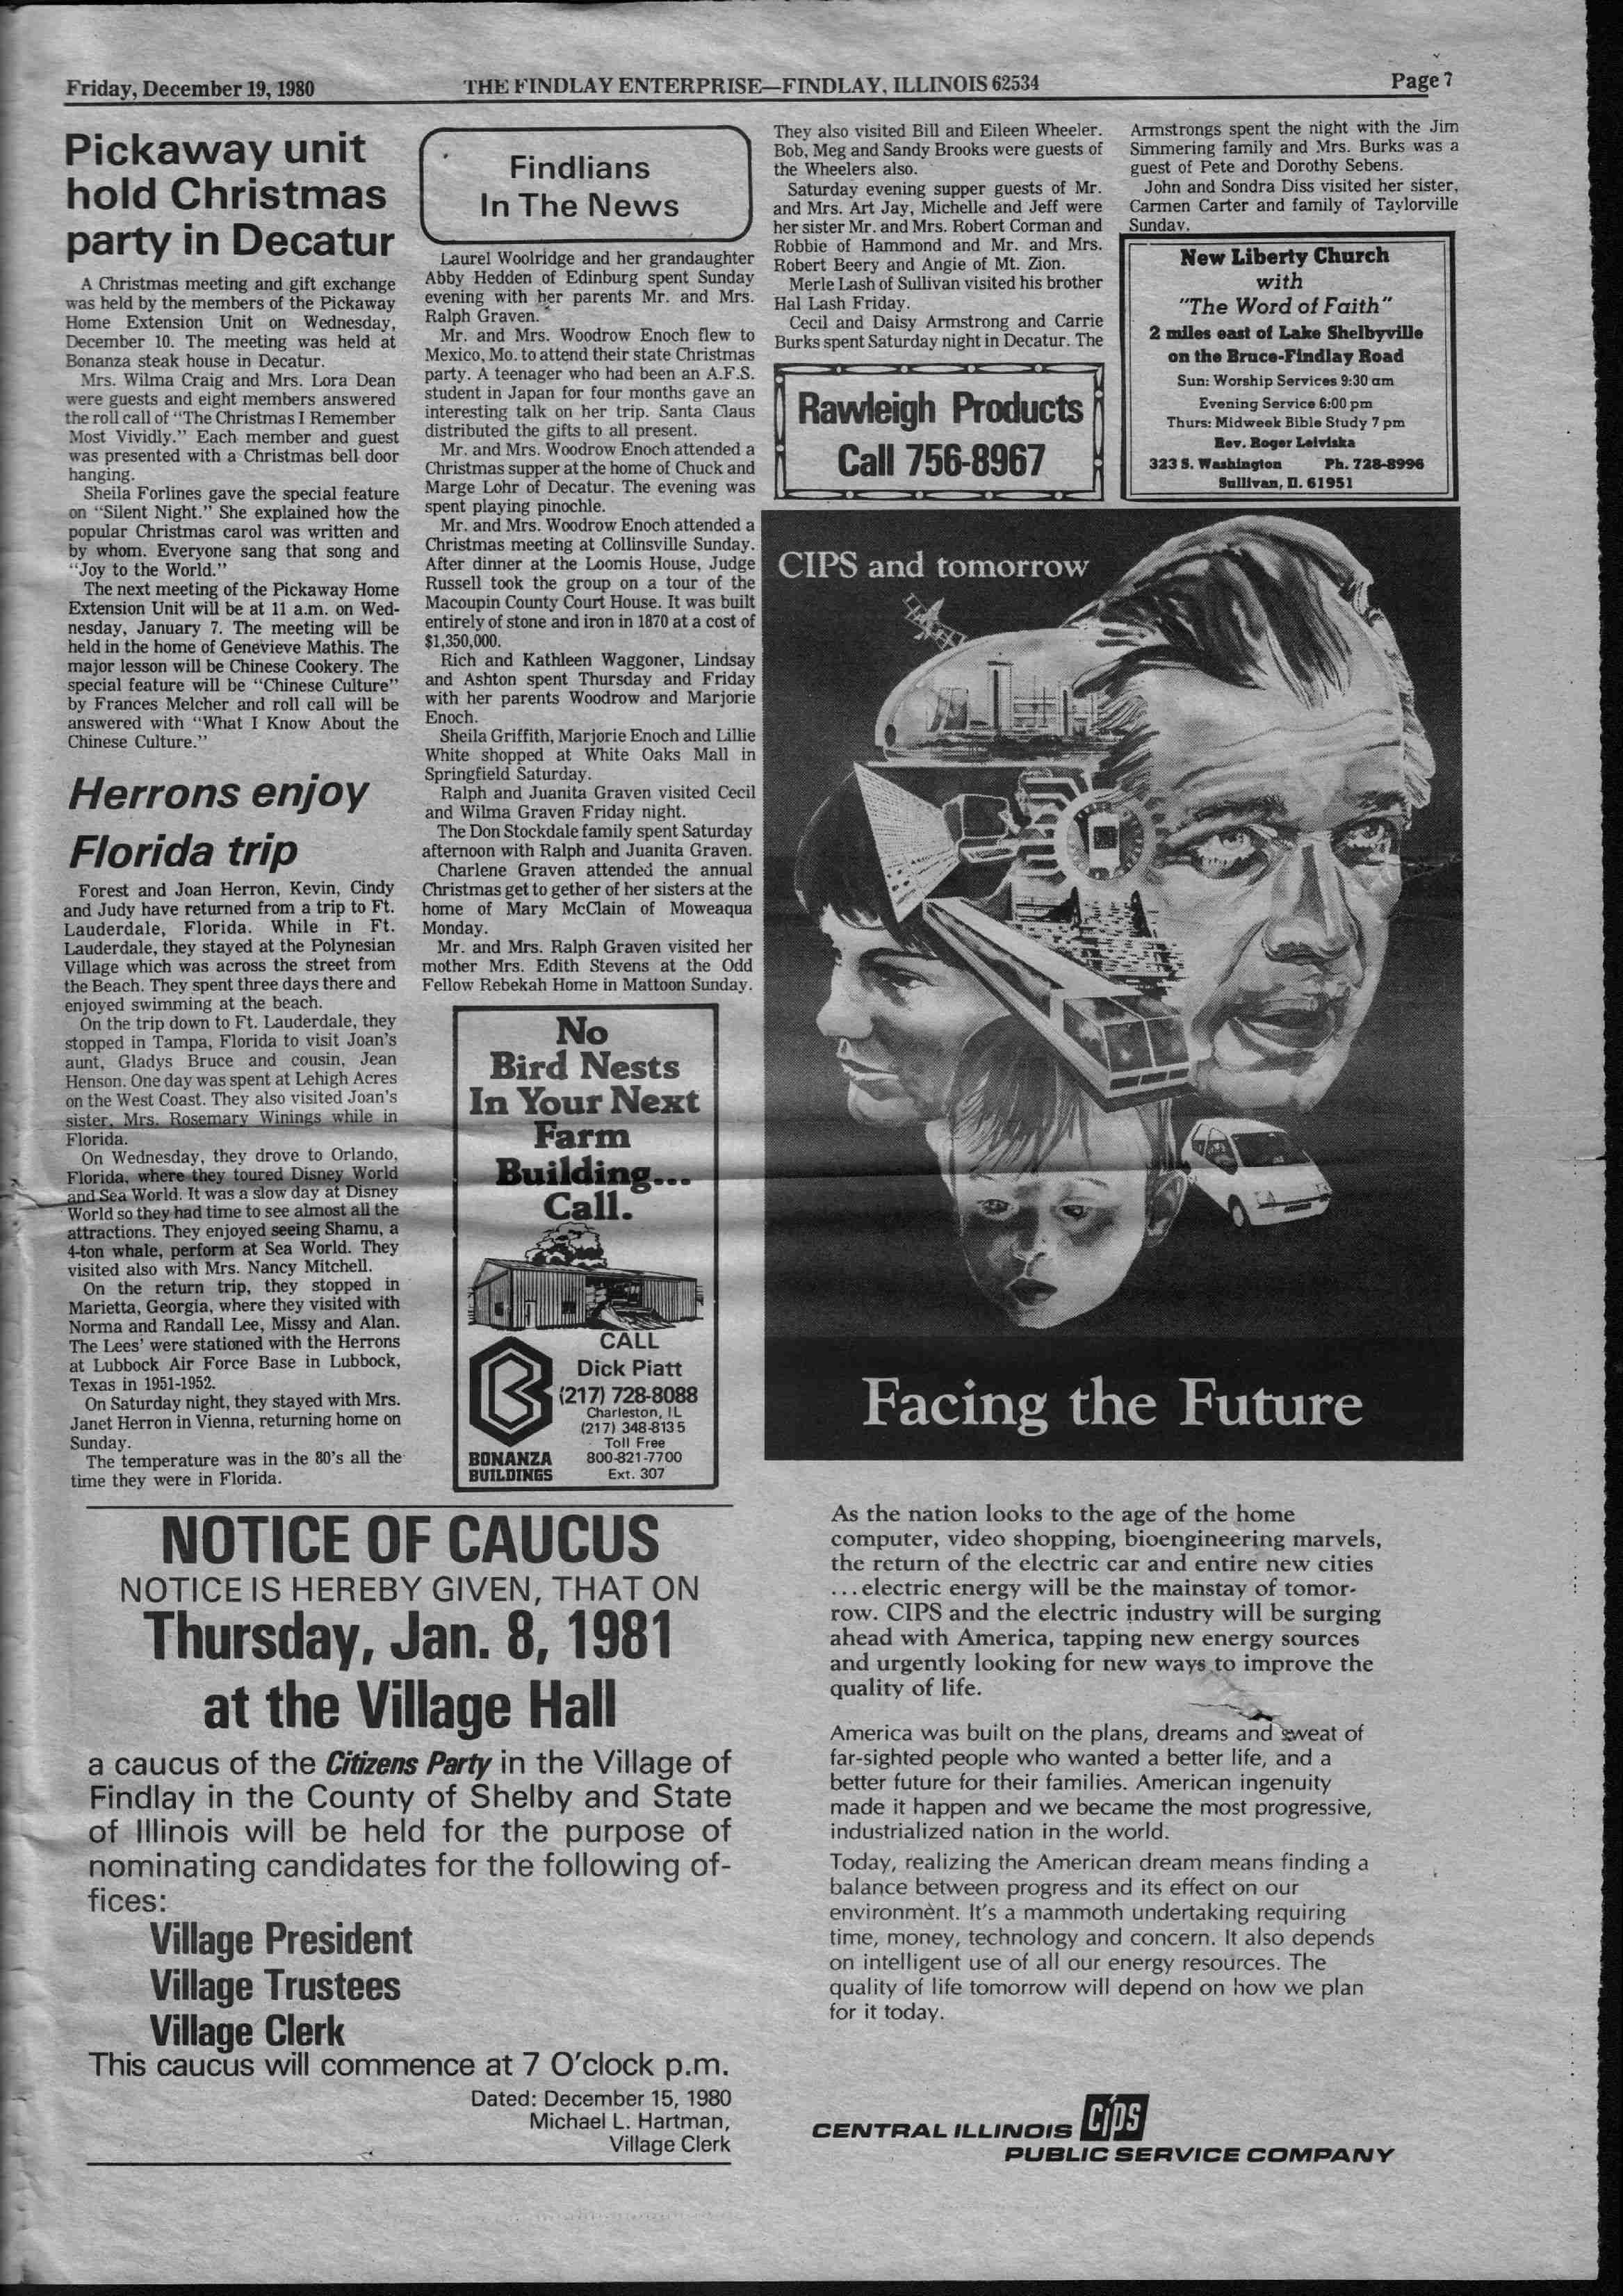 Friday, December 19, 1980
THE FINDLAY ENTERPRISE—FINDLAY, ILLINOIS 62534
Page 7
Pickaway unit
hold Christmas
party in Decatur
A Christmas meeting and gift exchange
was held by the members of the Pickaway
Home Extension Unit on Wednesday,
December 10. The meeting was held at
Bonanza steak house in Decatur.
Mrs. Wilma Craig and Mrs. Lora Dean
were guests and eight members answered
the roll call of "The Christmas I Remember
Most Vividly." Each member and guest
was presented with a Christmas bell door
hanging.
Sheila Forlines gave the special feature
on "Silent Night." She explained how the
popular Christmas carol was written and
by whom. Everyone sang that song and
"Joy to the World."
The next meeting of the Pickaway Home
Extension Unit will be at 11 a.m. on Wed-
nesday, January 7. The meeting will be
held in the home of Genevieve Mathis. The
major lesson will be Chinese Cookery. The
special feature will be "Chinese Culture"
by Frances Melcher and roll call will be
answered with "What I Know About the
Chinese Culture."
Herrons enjoy
Florida trip
Forest and Joan Herron, Kevin, Cindy
and Judy have returned from a trip to Ft.
Lauderdale, Florida. While in Ft.
Lauderdale, they stayed at the Polynesian
Village which was across the street from
the Beach. They spent three days there and
enjoyed swimming at the beach.
On the trip down to Ft. Lauderdale, they
stopped in Tampa, Florida to visit Joan's
aunt, Gladys Bruce and cousin, Jean
Henson. One day was spent at Lehigh Acres
on the West Coast. They also visited Joan's
sister, Mrs. Rosemary Winings while in
Florida.
On Wednesday, they drove to Orlando,
Florida, where they toured Disney World
and Sea World. It was a slow day at Disney
World so they had time to see almost all the
attractions. They enjoyed seeing Shamu, a
4-ton whale, perform at Sea World. They
visited also with Mrs. Nancy Mitchell.
On the return trip, they stopped in
Marietta, Georgia, where they visited with
Norma and Randall Lee, Missy and Alan.
The Lees' were stationed with the Herrons
at Lubbock Air Force Base in Lubbock,
Texas in 1951-1952.
On Saturday night, they stayed with Mrs.
Janet Herron in Vienna, returning home on
Sunday.
The temperature was in the 80's all the
time they were in Florida.
Findlians
In The News
Laurel Woolridge and her grandaughter
Abby Hedden of Edinburg spent Sunday
evening with her parents Mr. and Mrs.
Ralph Graven.
Mr. and Mrs. Woodrow Enoch flew to
Mexico, Mo. to attend their state Christmas
party. A teenager who had been an A.F.S.
student in Japan for four months gave an
interesting talk on her trip. Santa Claus
distributed the gifts to all present.
Mr. and Mrs. Woodrow Enoch attended a
Christmas supper at the home of Chuck and
Marge Lohr of Decatur. The evening was
spent playing pinochle.
Mr. and Mrs. Woodrow Enoch attended a
Christmas meeting at Collinsville Sunday.
After dinner at the Loomis House, Judge
Russell took the group on a tour of the
Macoupin County Court House. It was built
entirely of stone and iron in 1870 at a cost of
$1,350,000.
Rich and Kathleen Waggoner, Lindsay
and Ashton spent Thursday and Friday
with her parents Woodrow and Marjorie
Enoch.
Sheila Griffith, Marjorie Enoch and Lillie
White shopped at White Oaks Mall in
Springfield Saturday.
Ralph and Juanita Graven visited Cecil
and Wilma Graven Friday night.
The Don Stockdale family spent Saturday
afternoon with Ralph and Juanita Graven.
Charlene Graven attended the annual
Christmas get to gether of her sisters at the
home of Mary McClain of Moweaqua
Monday.
Mr. and Mrs. Ralph Graven visited her
mother Mrs. Edith Stevens at the Odd
Fellow Rebekah Home in Mattoon Sunday.
They also visited Bill and Eileen Wheeler.
Bob, Meg and Sandy Brooks were guests of
the Wheelers also.
Saturday evening supper guests of Mr.
and Mrs. Art Jay, Michelle and Jeff were
her sister Mr. and Mrs. Robert Corman and
Robbie of Hammond and Mr. and Mrs.
Robert Beery and Angie of Mt. Zion.
Merle Lash of Sullivan visited his brother
Hal Lash Friday.
Cecil and Daisy Armstrong and Carrie
Burks spent Saturday night in Decatur. The
Armstrongs spent the night with the Jim
Simmering family and Mrs. Burks was a
guest of Pete and Dorothy Sebens.
John and Sondra Diss visited her sister,
Carmen Carter and family of Taylorville
Sunday.
No
Bird Nests
In Your Next
Farm
Building...
Call.
CALL
Dick Piatt
(217) 728-8088
Charleston, IL
(217) 348-8135
Toll Free
800-821-7700
Ext. 307
BONANZA
BUILDINGS
Rawleigh Products
Call 756-8967
New Liberty Church
with
"The Word of Faith"
2 miles east of Lake Shelbyville
on the Bruce-Findlay Road
Sun: Worship Services 9:30 am
Evening Service 6:00 pm
Thurs: Midweek Bible Study 7 pm
Rev. Roger Leiviska
323 S. Washington Ph. 728-8996
Sullivan, Il. 61951
CIPS and tomorrow
Facing the Future
As the nation looks to the age of the home
computer, video shopping, bioengineering marvels,
the return of the electric car and entire new cities
...electric energy will be the mainstay of tomor-
row. CIPS and the electric industry will be surging
ahead with America, tapping new energy sources
and urgently looking for new ways to improve the
quality of life.
America was built on the plans, dreams and sweat of
far-sighted people who wanted a better life, and a
better future for their families. American ingenuity
made it happen and we became the most progressive,
industrialized nation in the world.
Today, realizing the American dream means finding a
balance between progress and its effect on our
environment. It's a mammoth undertaking requiring
time, money, technology and concern. It also depends
on intelligent use of all our energy resources. The
quality of life tomorrow will depend on how we plan
for it today.
CENTRAL ILLINOIS CIPS
PUBLIC SERVICE COMPANY
NOTICE OF CAUCUS
NOTICE IS HEREBY GIVEN, THAT ON
Thursday, Jan. 8, 1981
at the Village Hall
a caucus of the Citizens Party in the Village of
Findlay in the County of Shelby and State
of Illinois will be held for the purpose of
nominating candidates for the following of-
fices:
Village President
Village Trustees
Village Clerk
This caucus will commence at 7 O'clock p.m.
Dated: December 15, 1980
Michael L. Hartman,
Village Clerk